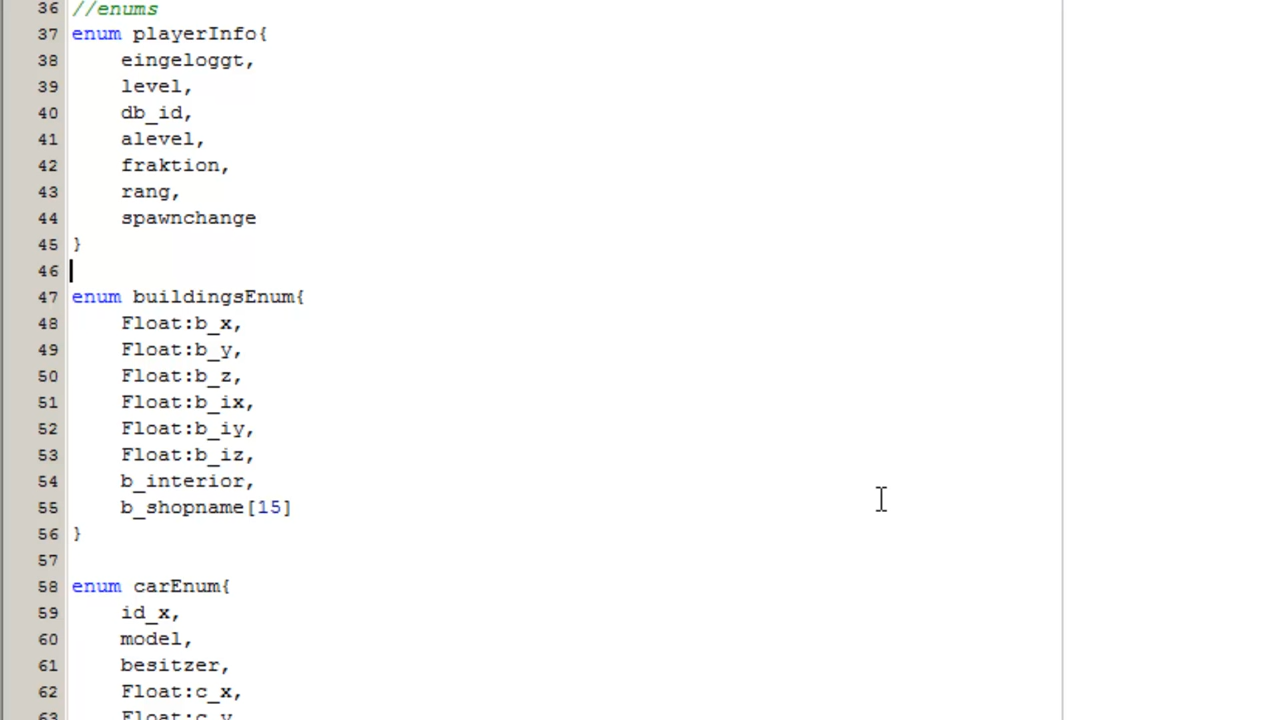 36 //enums
37 enum playerInfo{
38 eingeloggt,
39 level,
40 db_id,
41 alevel,
42 fraktion,
43 rang,
44 spawnchange
45 }
46
47 enum buildingsEnum{
48 Float:b_x,
49 Float:b_y,
50 Float:b_z,
51 Float:b_ix,
52 Float:b_iy,
53 Float:b_iz,
54 b_interior,
55 b_shopname[15]
56 }
57
58 enum carEnum{
59 id_x,
60 model,
61 besitzer,
62 Float:c_x,
63 Float:c_y